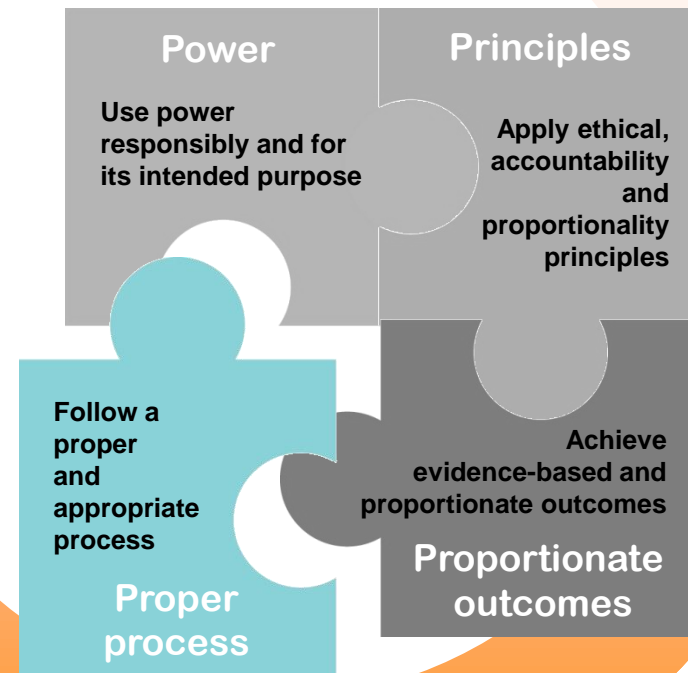 Power
Use power
responsibly and for
its intended purpose
Principles
Apply ethical,
accountability
and
proportionality
principles
Follow a
proper
and
appropriate
process
Proper
process
Achieve
evidence-based and
proportionate outcomes
Proportionate
outcomes